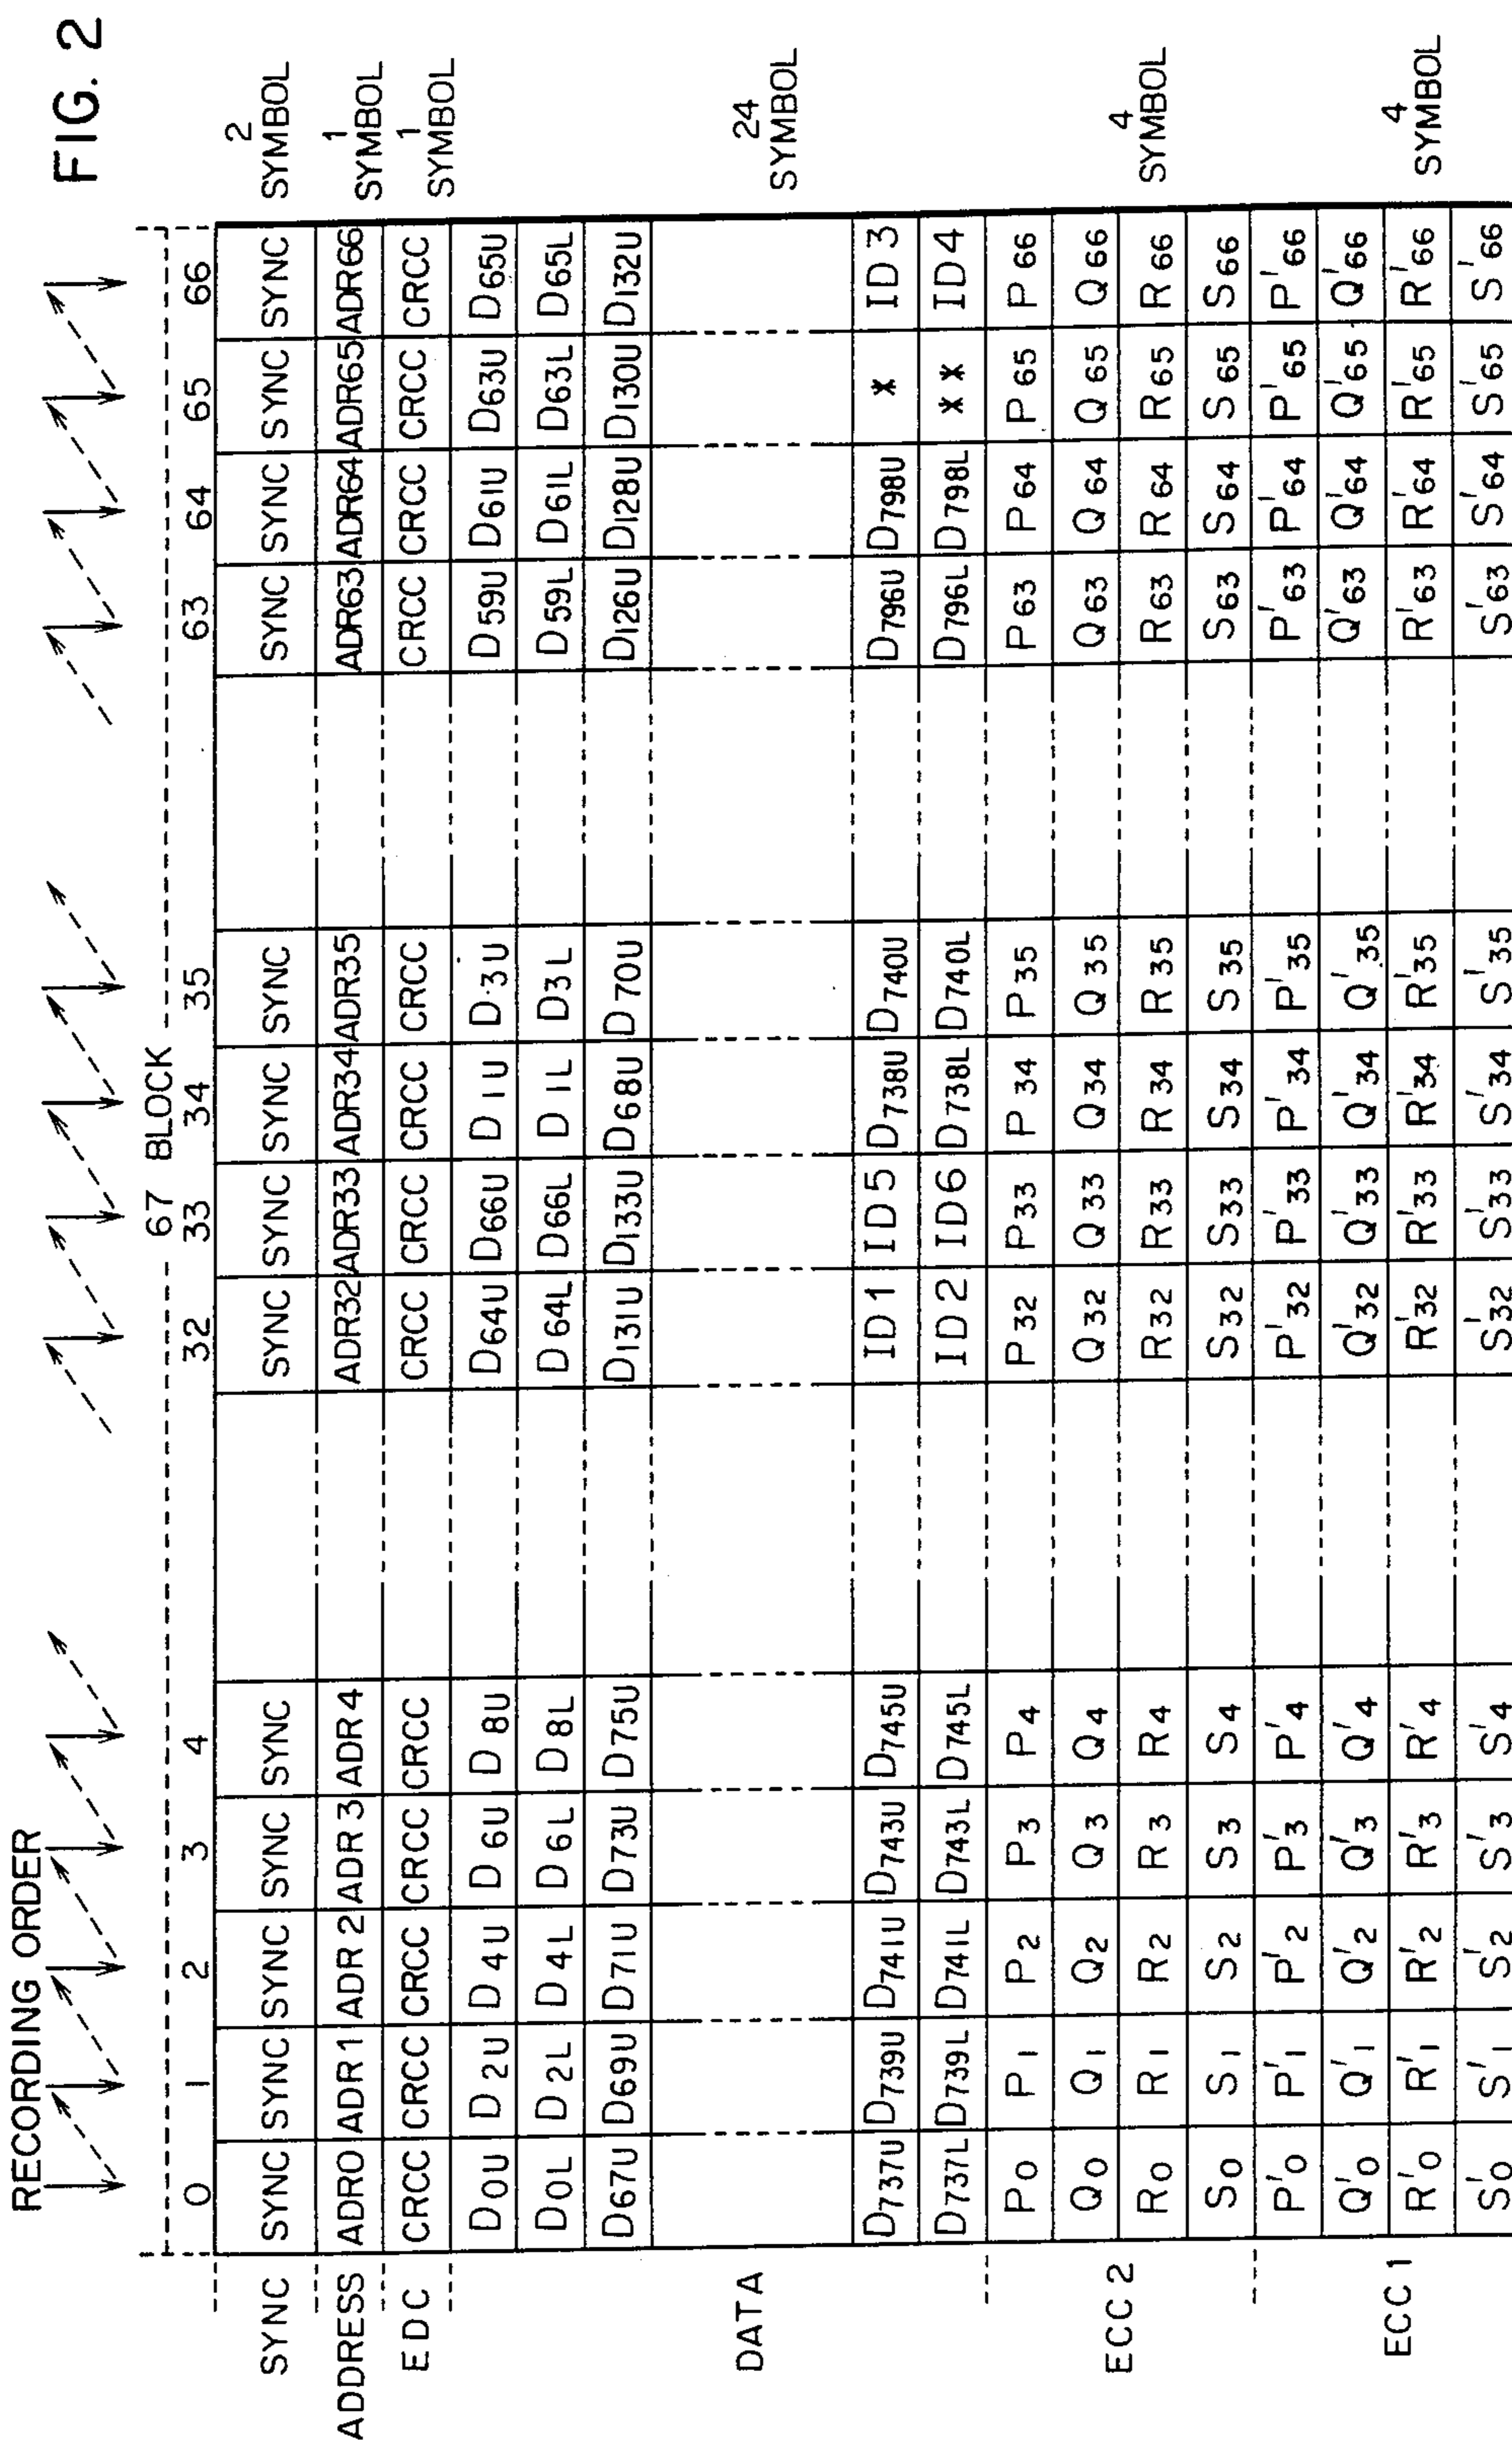 FIG. 2
RECORDING ORDER
67 BLOCK
0 1 2 3 4 32 33 34 35 63 64 65 66
SYNC SYNC SYNC SYNC SYNC SYNC SYNC SYNC SYNC SYNC SYNC SYNC SYNC SYNC 2 SYMBOL
ADDRESS ADR0 ADR1 ADR2 ADR3 ADR4 ADR32 ADR33 ADR34 ADR35 ADR63 ADR64 ADR65 ADR66 1 SYMBOL
EDC CRCC CRCC CRCC CRCC CRCC CRCC CRCC CRCC CRCC CRCC CRCC CRCC CRCC 1 SYMBOL
D0U D2U D4U D6U D8U D64U D66U D1U D3U D59U D61U D63U D65U
D0L D2L D4L D6L D8L D64L D66L D1L D3L D59L D61L D63L D65L
D67U D69U D71U D73U D75U D131U D133U D68U D70U D126U D128U D130U D132U
DATA 24 SYMBOL
D737U D739U D741U D743U D745U ID1 ID5 D738U D740U D796U D798U * ID3
D737L D739L D741L D743L D745L ID2 ID6 D738L D740L D796L D798L ** ID4
P0 P1 P2 P3 P4 P32 P33 P34 P35 P63 P64 P65 P66
Q0 Q1 Q2 Q3 Q4 Q32 Q33 Q34 Q35 Q63 Q64 Q65 Q66
ECC2 4 SYMBOL
R0 R1 R2 R3 R4 R32 R33 R34 R35 R63 R64 R65 R66
S0 S1 S2 S3 S4 S32 S33 S34 S35 S63 S64 S65 S66
P'0 P'1 P'2 P'3 P'4 P'32 P'33 P'34 P'35 P'63 P'64 P'65 P'66
Q'0 Q'1 Q'2 Q'3 Q'4 Q'32 Q'33 Q'34 Q'35 Q'63 Q'64 Q'65 Q'66
ECC1 4 SYMBOL
R'0 R'1 R'2 R'3 R'4 R'32 R'33 R'34 R'35 R'63 R'64 R'65 R'66
S'0 S'1 S'2 S'3 S'4 S'32 S'33 S'34 S'35 S'63 S'64 S'65 S'66